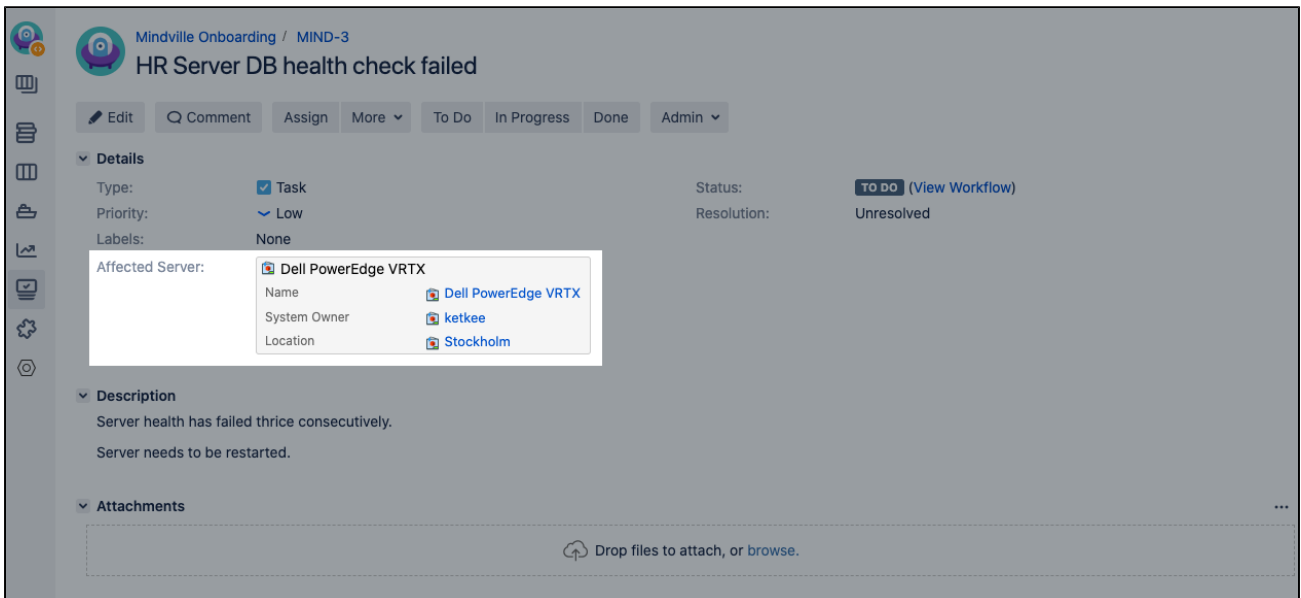 Mindville Onboarding / MIND-3
HR Server DB health check failed
Edit Comment Assign More To Do In Progress Done Admin
Details
Type: Task Status: TO DO (View Workflow)
Priority: Low Resolution: Unresolved
Labels: None
Affected Server: Dell PowerEdge VRTX
Name Dell PowerEdge VRTX
System Owner ketkee
Location Stockholm
Description
Server health has failed thrice consecutively.
Server needs to be restarted.
Attachments
Drop files to attach, or browse.